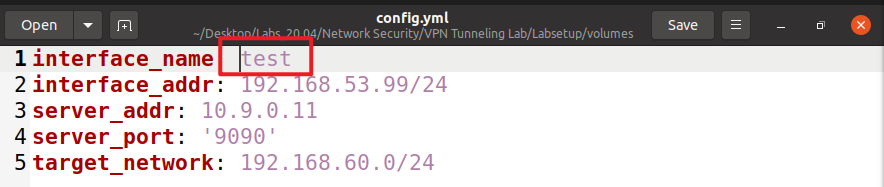 Open
config.yml
~/Desktop/Labs_20.04/Network Security/VPN Tunneling Lab/Labsetup/volumes
Save
1 interface_name test
2 interface_addr: 192.168.53.99/24
3 server_addr: 10.9.0.11
4 server_port: '9090'
5 target_network: 192.168.60.0/24